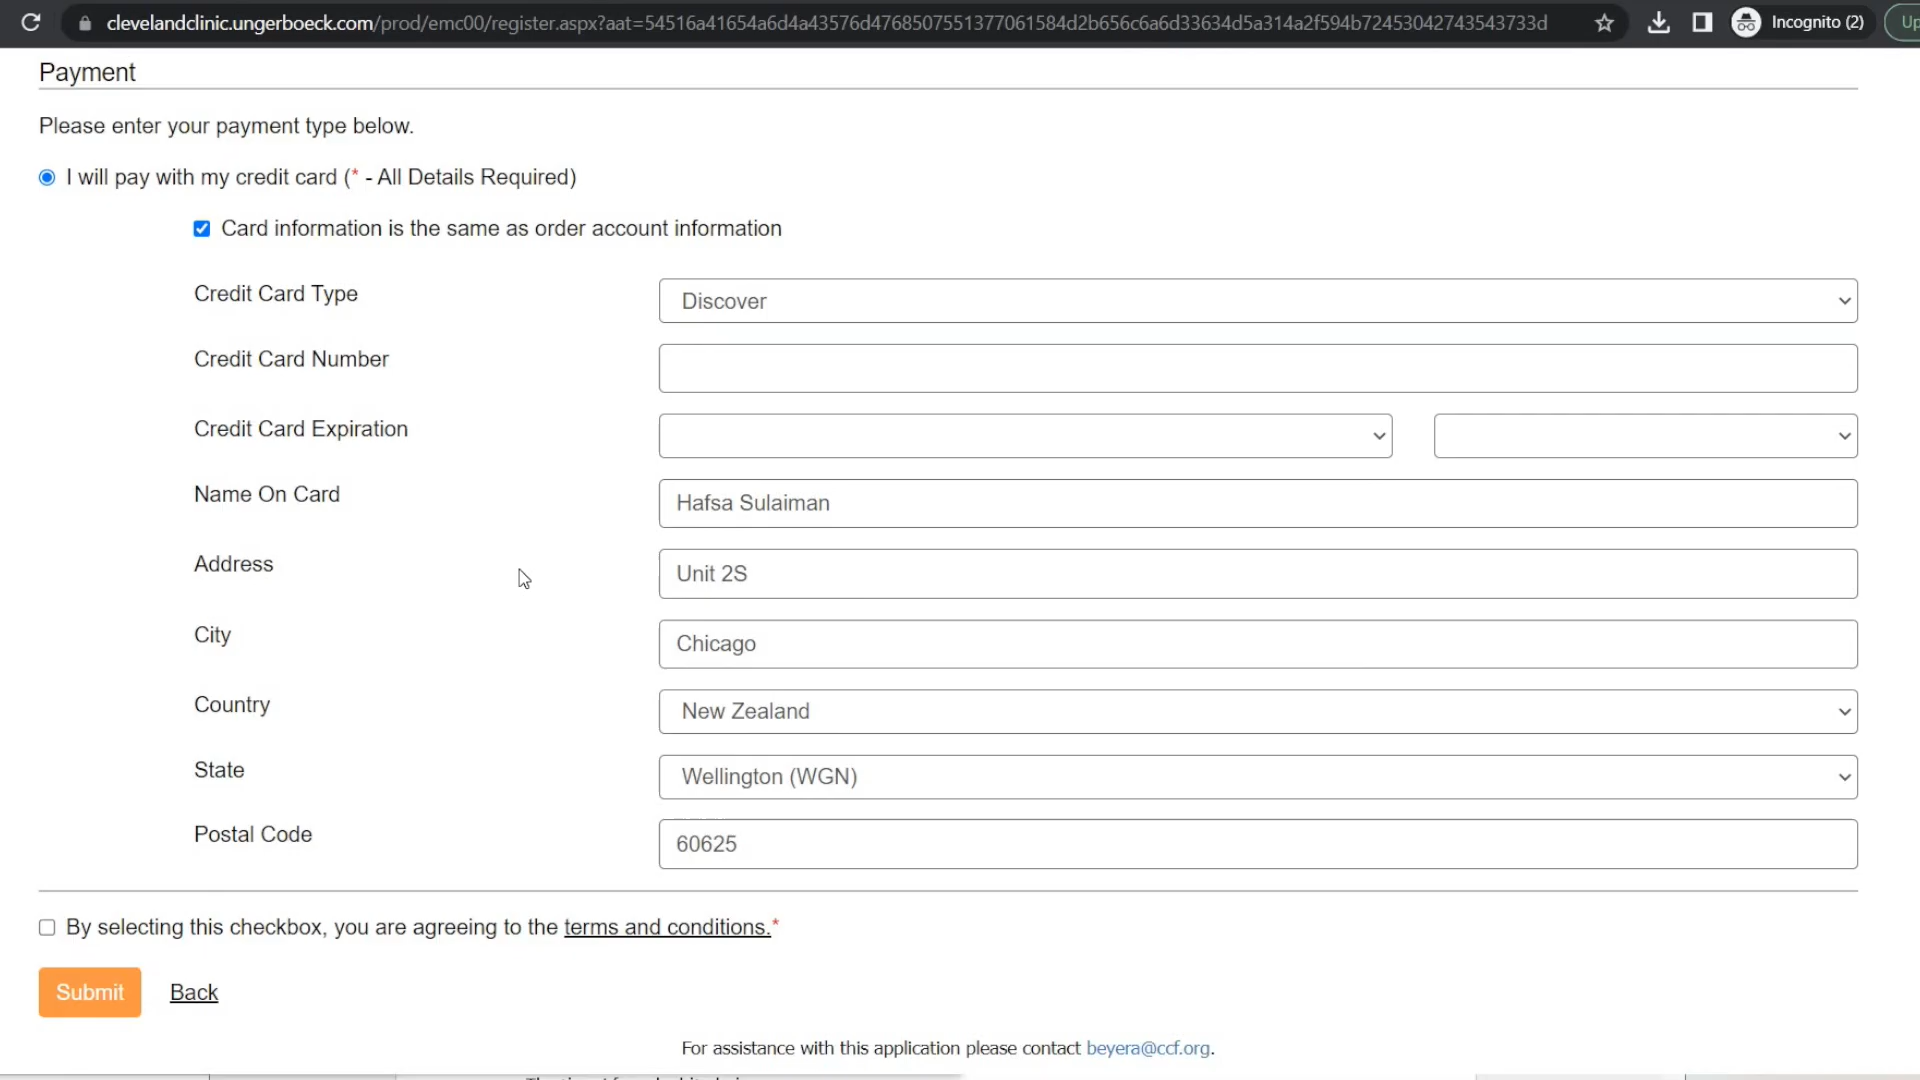 clevelandclinic.ungerboeck.com/prod/emc00/register.aspx?aat=54516a41654a6d4a43576d4768507551377061584d2b656c6a6d33634d5a314a2f594b72453042743543733d
Incognito (2)
Up
Payment
Please enter your payment type below.
I will pay with my credit card (* - All Details Required)
Card information is the same as order account information
Credit Card Type
Discover
Credit Card Number
Credit Card Expiration
Name On Card
Hafsa Sulaiman
Address
Unit 2S
City
Chicago
Country
New Zealand
State
Wellington (WGN)
Postal Code
60625
By selecting this checkbox, you are agreeing to the terms and conditions.*
Submit
Back
For assistance with this application please contact beyera@ccf.org.